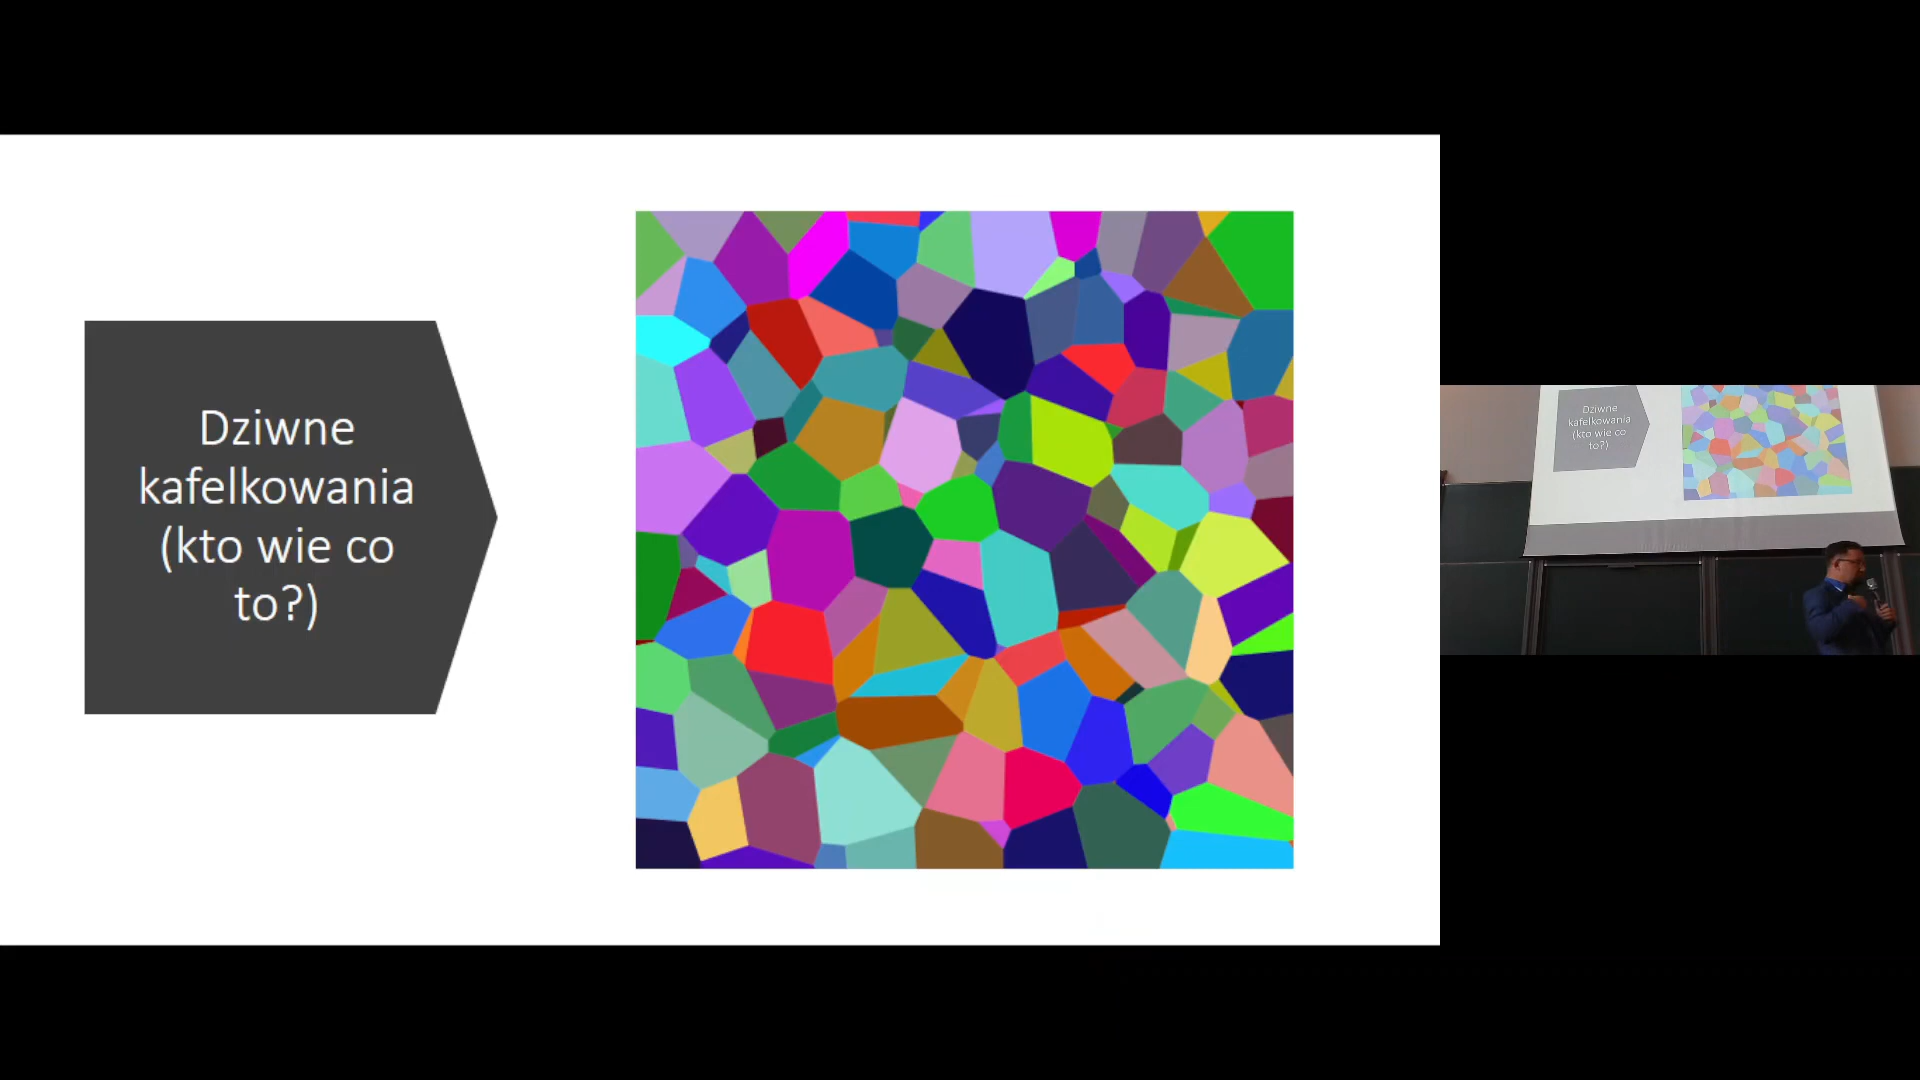 Dziwne
kafelkowania
(kto wie co
to?)
Dziwne
kafelkowania
(kto wie co
to?)